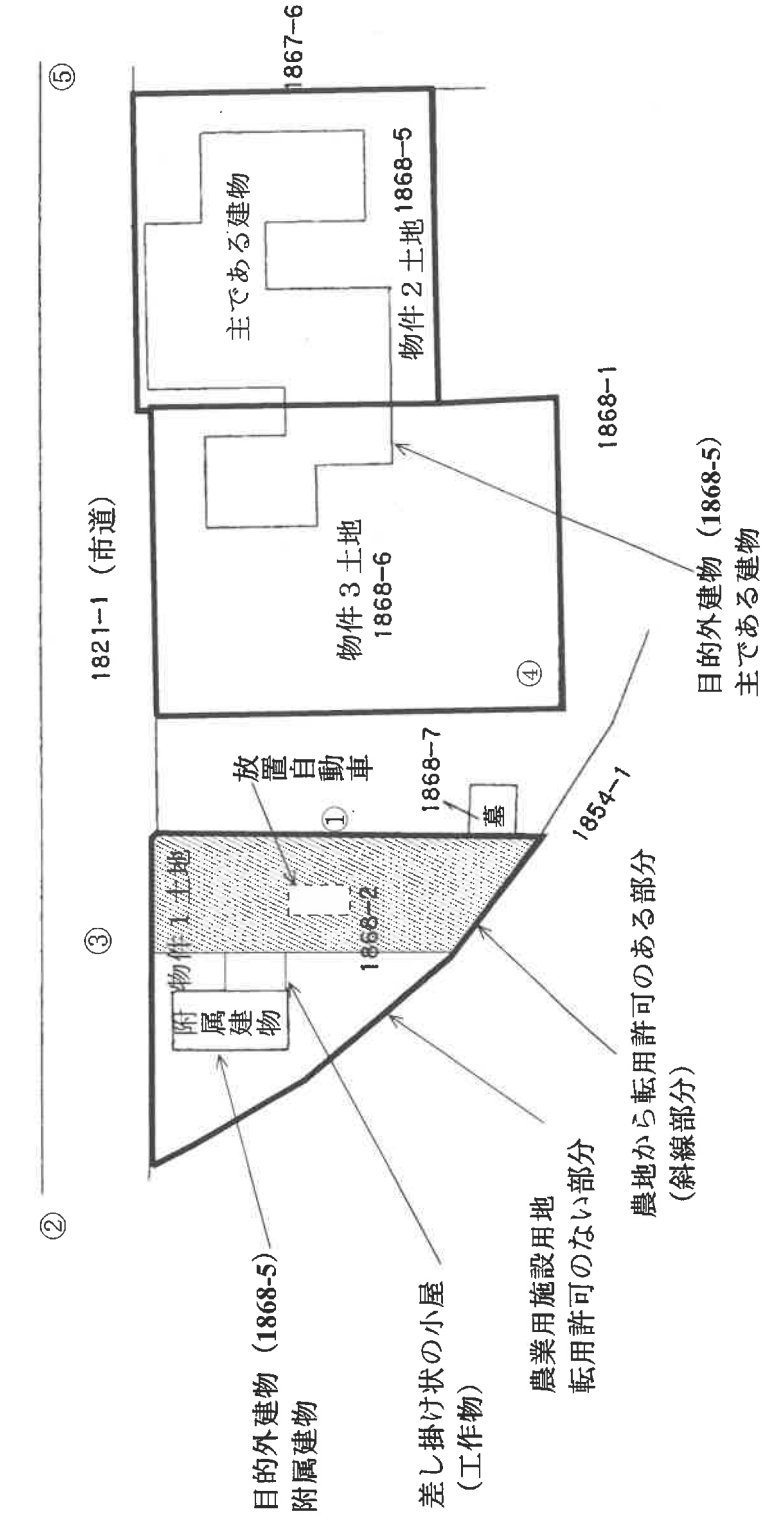 ②
⑤
③
1821-1（市道）
物件1土地
附属建物
主である建物
1867-6
放置自動車
目的外建物（1868-5）
附属建物
①
物件3土地
1868-6
1868-2
物件2土地
1868-5
1868-7
墓
差し掛け状の小屋
（工作物）
④
農業用施設用地
転用許可のない部分
1854-1
1868-1
農地から転用許可のある部分
（斜線部分）
目的外建物（1868-5）
主である建物